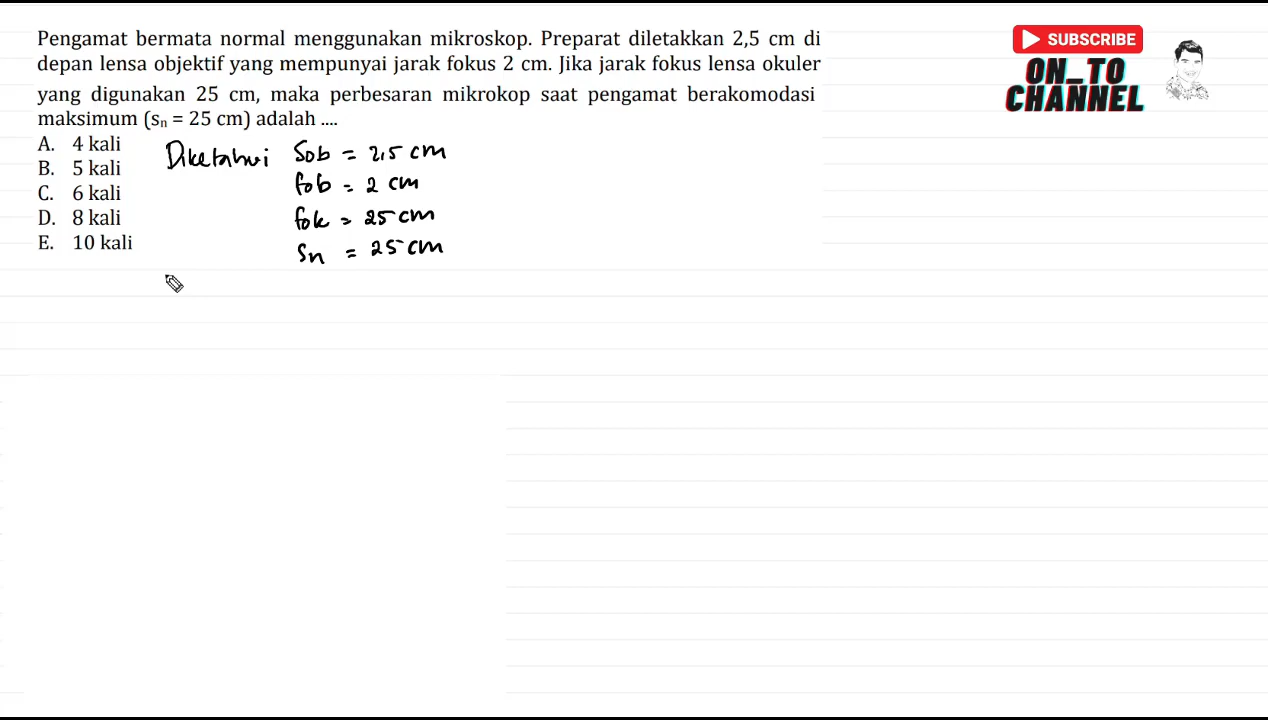 Pengamat bermata normal menggunakan mikroskop. Preparat diletakkan 2,5 cm di
depan lensa objektif yang mempunyai jarak fokus 2 cm. Jika jarak fokus lensa okuler
yang digunakan 25 cm, maka perbesaran mikrokop saat pengamat berakomodasi
maksimum (sₙ = 25 cm) adalah ....
A. 4 kali
B. 5 kali
C. 6 kali
D. 8 kali
E. 10 kali
Diketahui Sob = 2,5 cm
fob = 2 cm
fok = 25 cm
Sn = 25 cm
SUBSCRIBE
ON_TO
CHANNEL